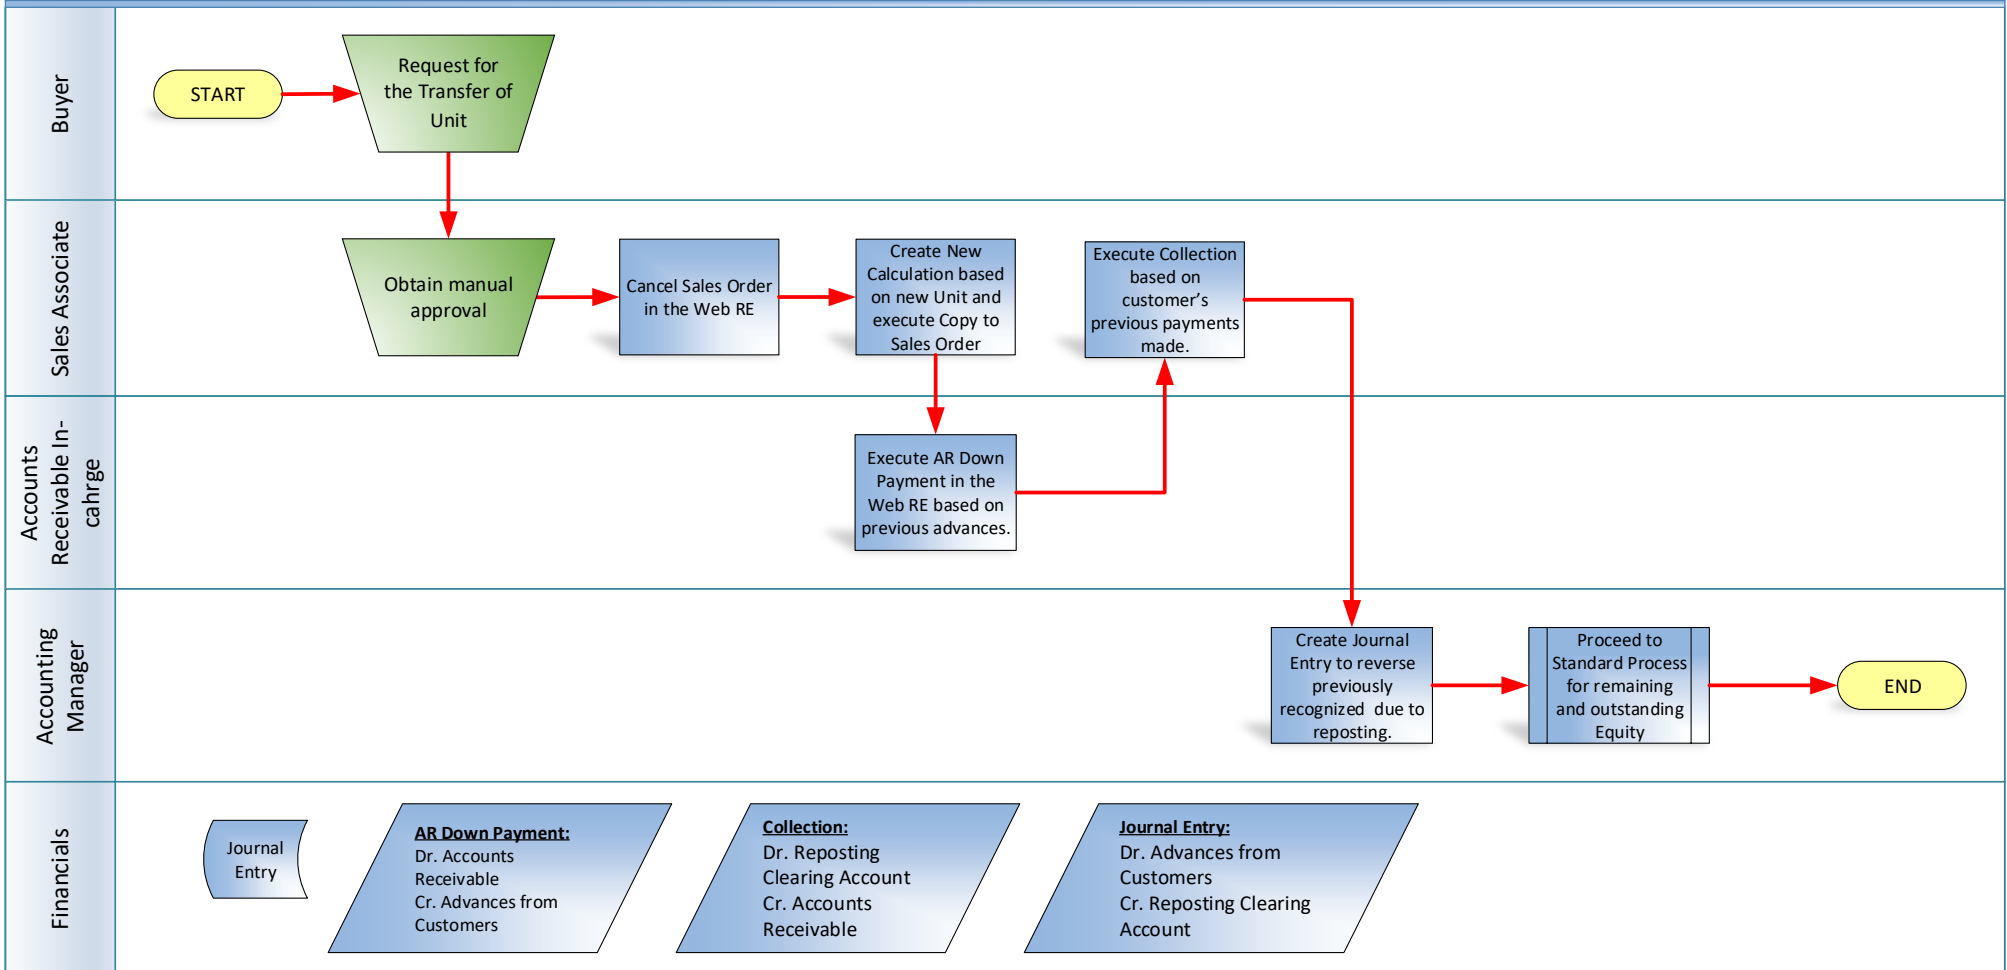 Buyer
START
Request for
the Transfer of
Unit
Sales Associate
Obtain manual
approval
Cancel Sales Order
in the Web RE
Create New
Calculation based
on new Unit and
execute Copy to
Sales Order
Execute Collection
based on
customer’s
previous payments
made.
Accounts
Receivable In-
cahrge
Execute AR Down
Payment in the
Web RE based on
previous advances.
Accounting
Manager
Create Journal
Entry to reverse
previously
recognized due to
reposting.
Proceed to
Standard Process
for remaining
and outstanding
Equity
END
Financials
Journal
Entry
AR Down Payment:
Dr. Accounts
Receivable
Cr. Advances from
Customers
Collection:
Dr. Reposting
Clearing Account
Cr. Accounts
Receivable
Journal Entry:
Dr. Advances from
Customers
Cr. Reposting Clearing
Account